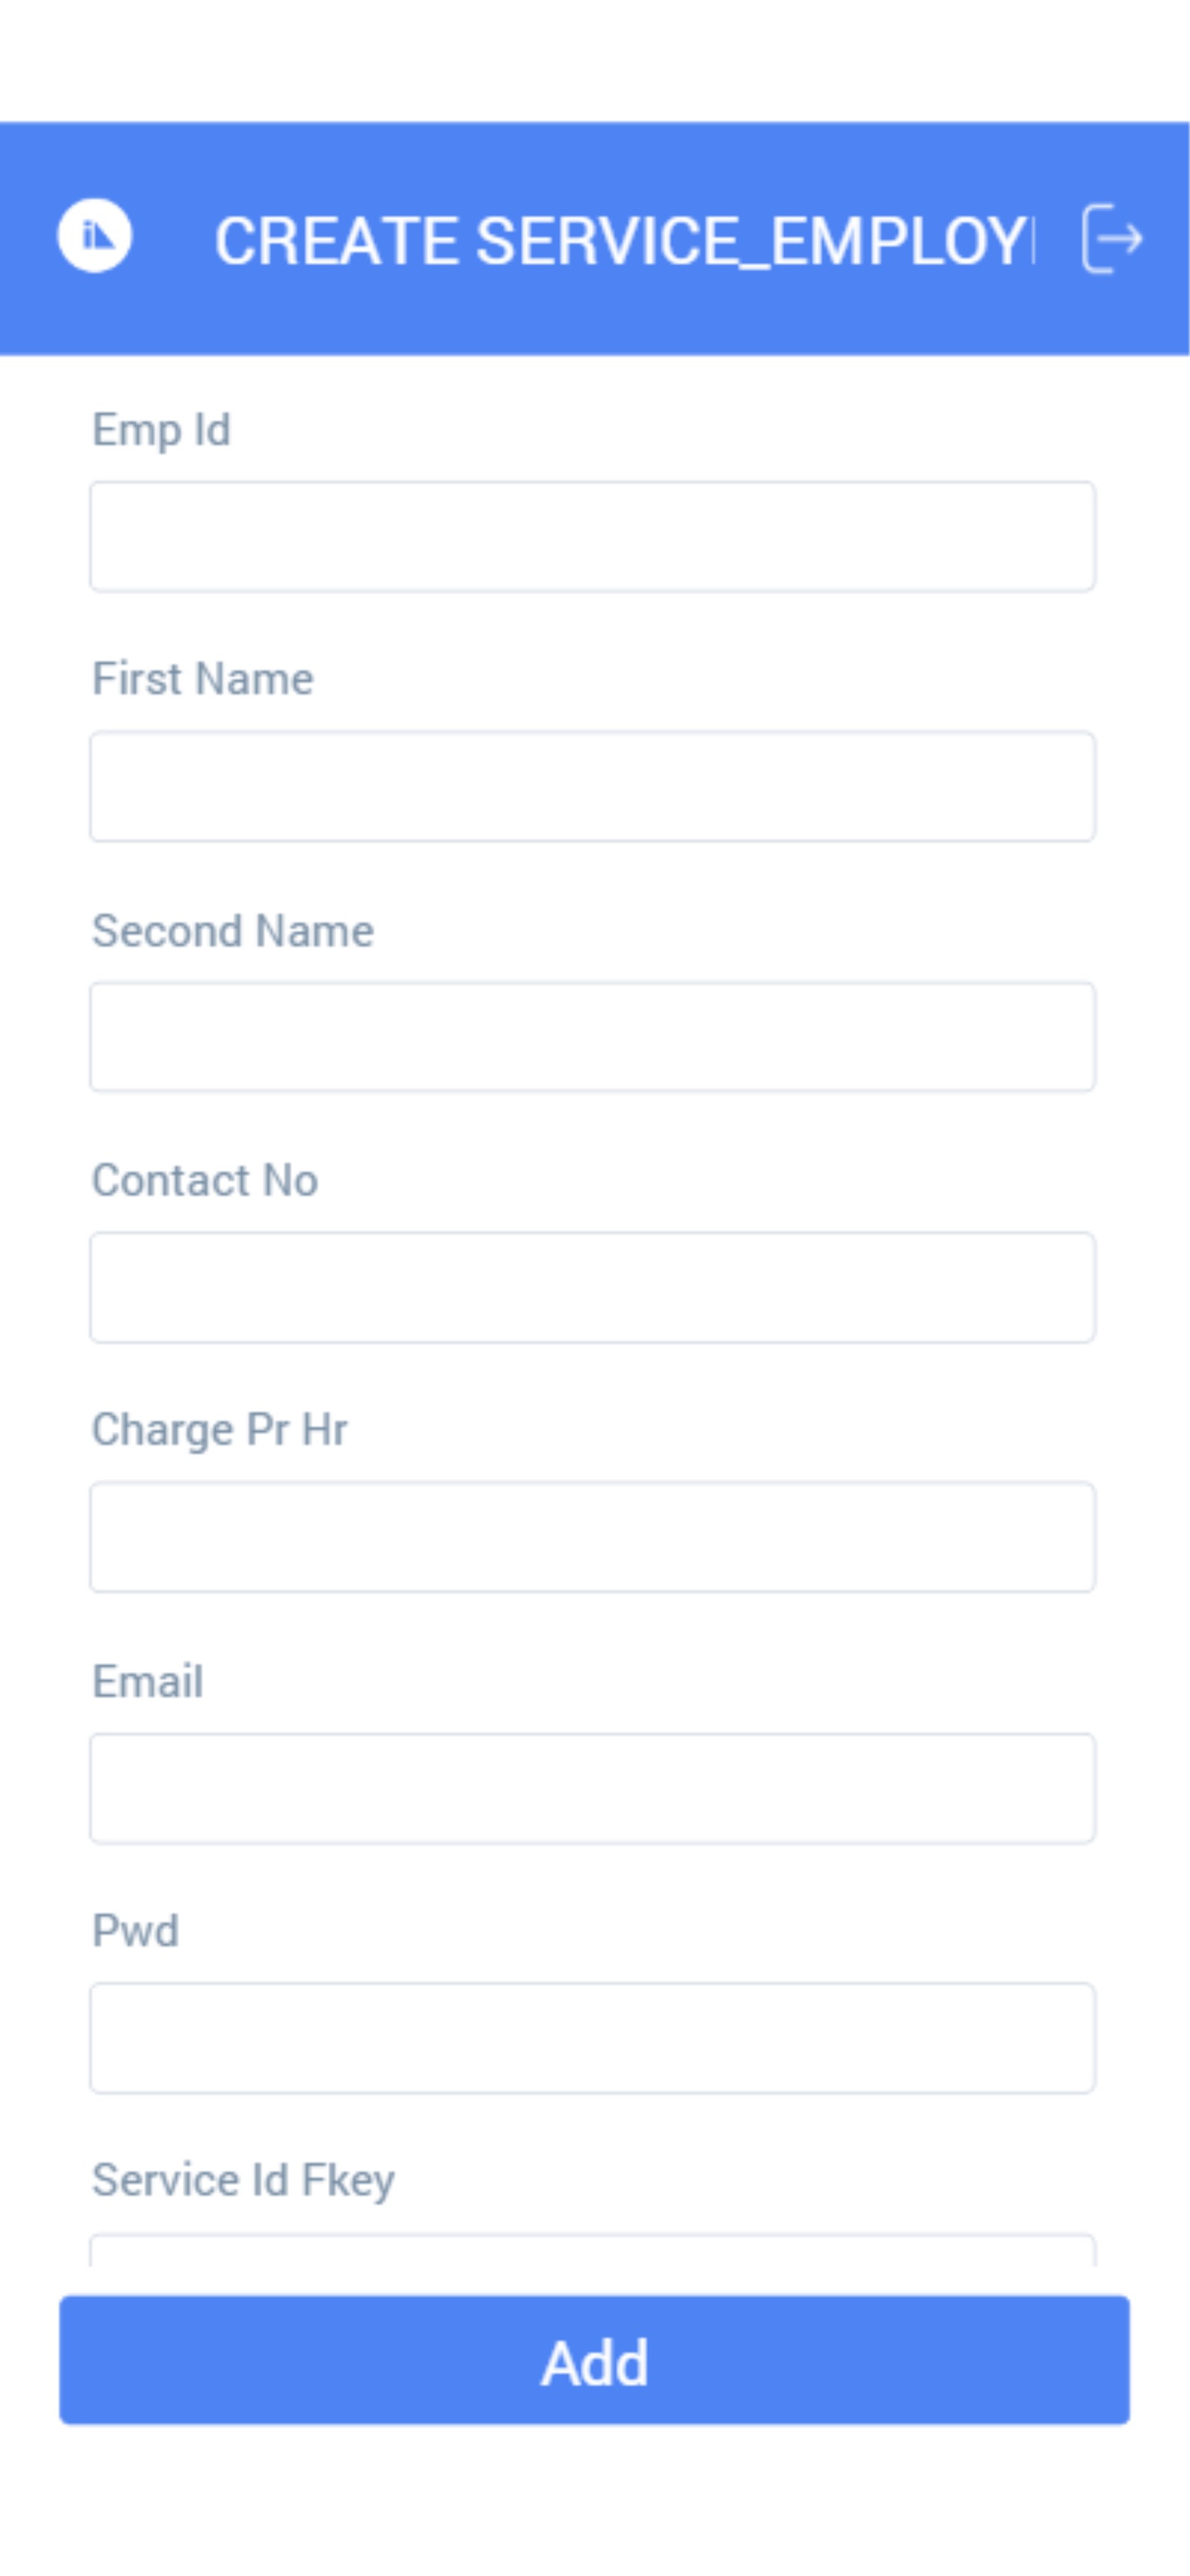 CREATE SERVICE_EMPLOY
Emp Id
First Name
Second Name
Contact No
Charge Pr Hr
Email
Pwd
Service Id Fkey
Add